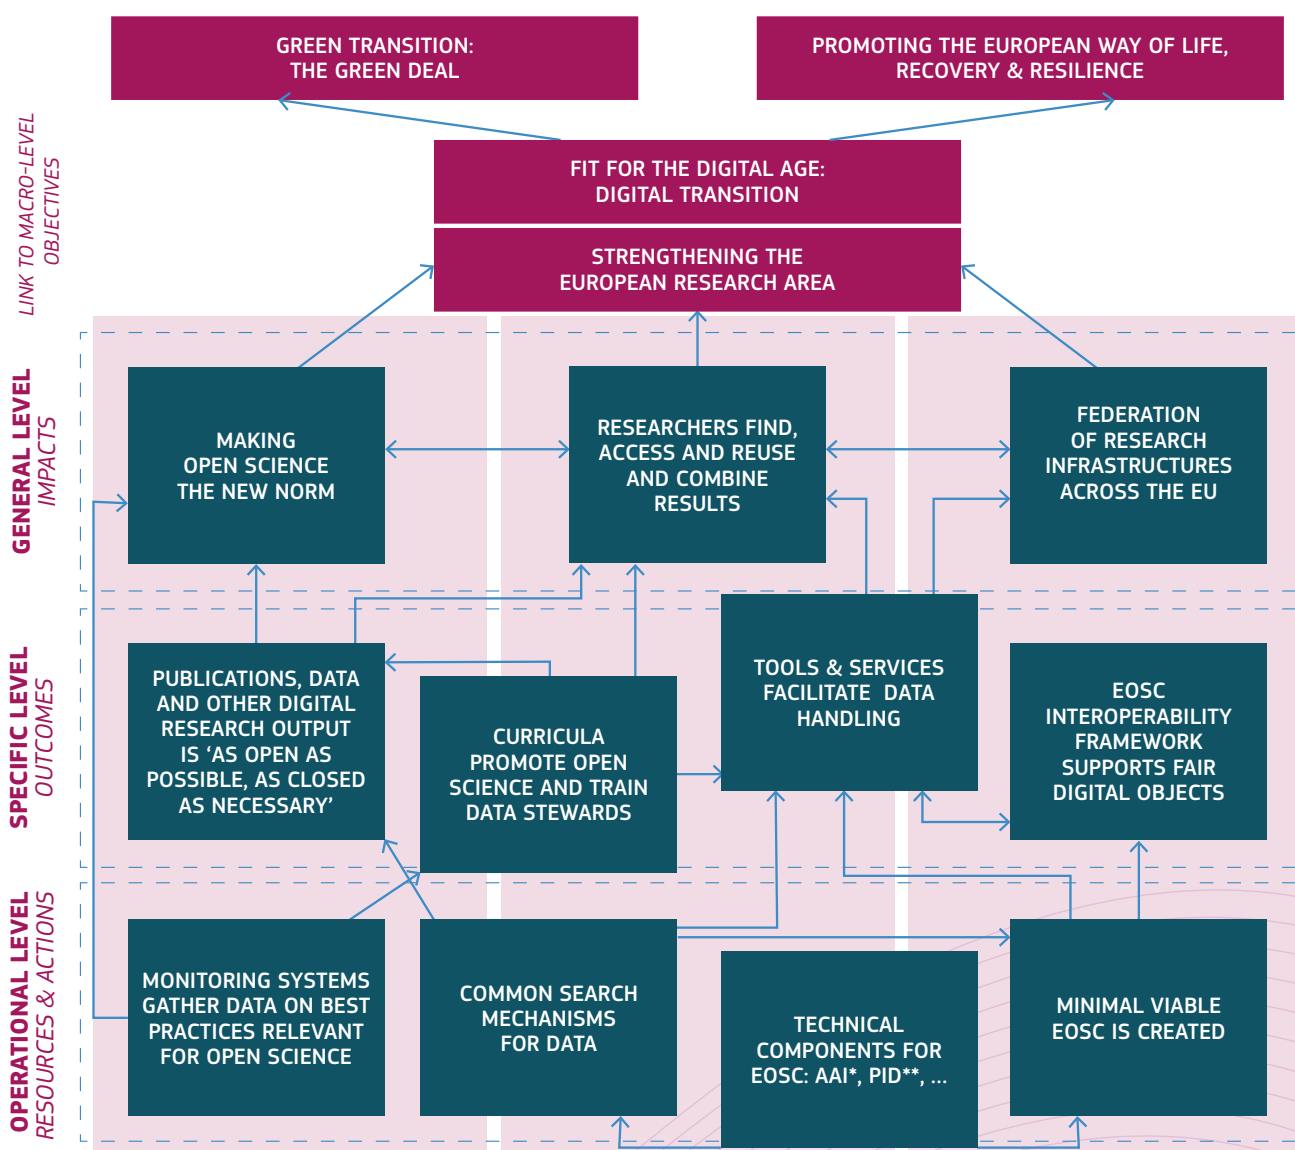 GREEN TRANSITION:
THE GREEN DEAL
PROMOTING THE EUROPEAN WAY OF LIFE,
RECOVERY & RESILIENCE
LINK TO MACRO-LEVEL
OBJECTIVES
FIT FOR THE DIGITAL AGE:
DIGITAL TRANSITION
STRENGTHENING THE
EUROPEAN RESEARCH AREA
GENERAL LEVEL
IMPACTS
MAKING
OPEN SCIENCE
THE NEW NORM
RESEARCHERS FIND,
ACCESS AND REUSE
AND COMBINE
RESULTS
FEDERATION
OF RESEARCH
INFRASTRUCTURES
ACROSS THE EU
SPECIFIC LEVEL
OUTCOMES
PUBLICATIONS, DATA
AND OTHER DIGITAL
RESEARCH OUTPUT
IS ‘AS OPEN AS
POSSIBLE, AS CLOSED
AS NECESSARY’
CURRICULA
PROMOTE OPEN
SCIENCE AND TRAIN
DATA STEWARDS
TOOLS & SERVICES
FACILITATE DATA
HANDLING
EOSC
INTEROPERABILITY
FRAMEWORK
SUPPORTS FAIR
DIGITAL OBJECTS
OPERATIONAL LEVEL
RESOURCES & ACTIONS
MONITORING SYSTEMS
GATHER DATA ON BEST
PRACTICES RELEVANT
FOR OPEN SCIENCE
COMMON SEARCH
MECHANISMS
FOR DATA
TECHNICAL
COMPONENTS FOR
EOSC: AAI*, PID**, ...
MINIMAL VIABLE
EOSC IS CREATED